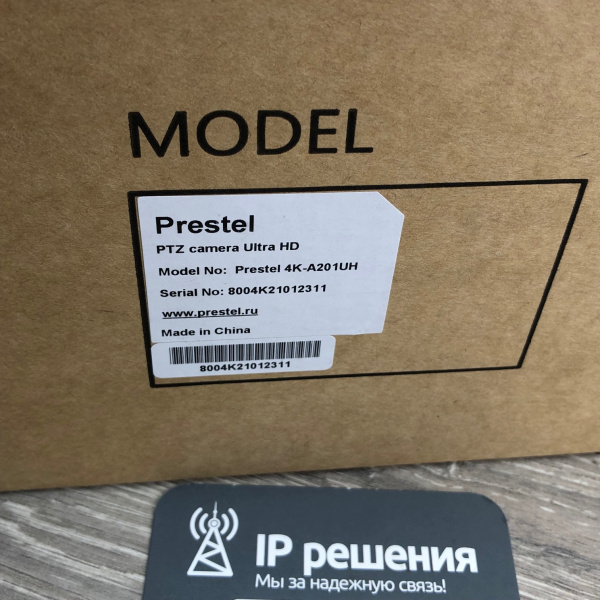 MODEL
Prestel
PTZ camera Ultra HD
Model No: Prestel 4K-A201UH
Serial No: 8004K21012311
www.prestel.ru
Made in China
8004K21012311
IP решения
Мы за надежную связь!